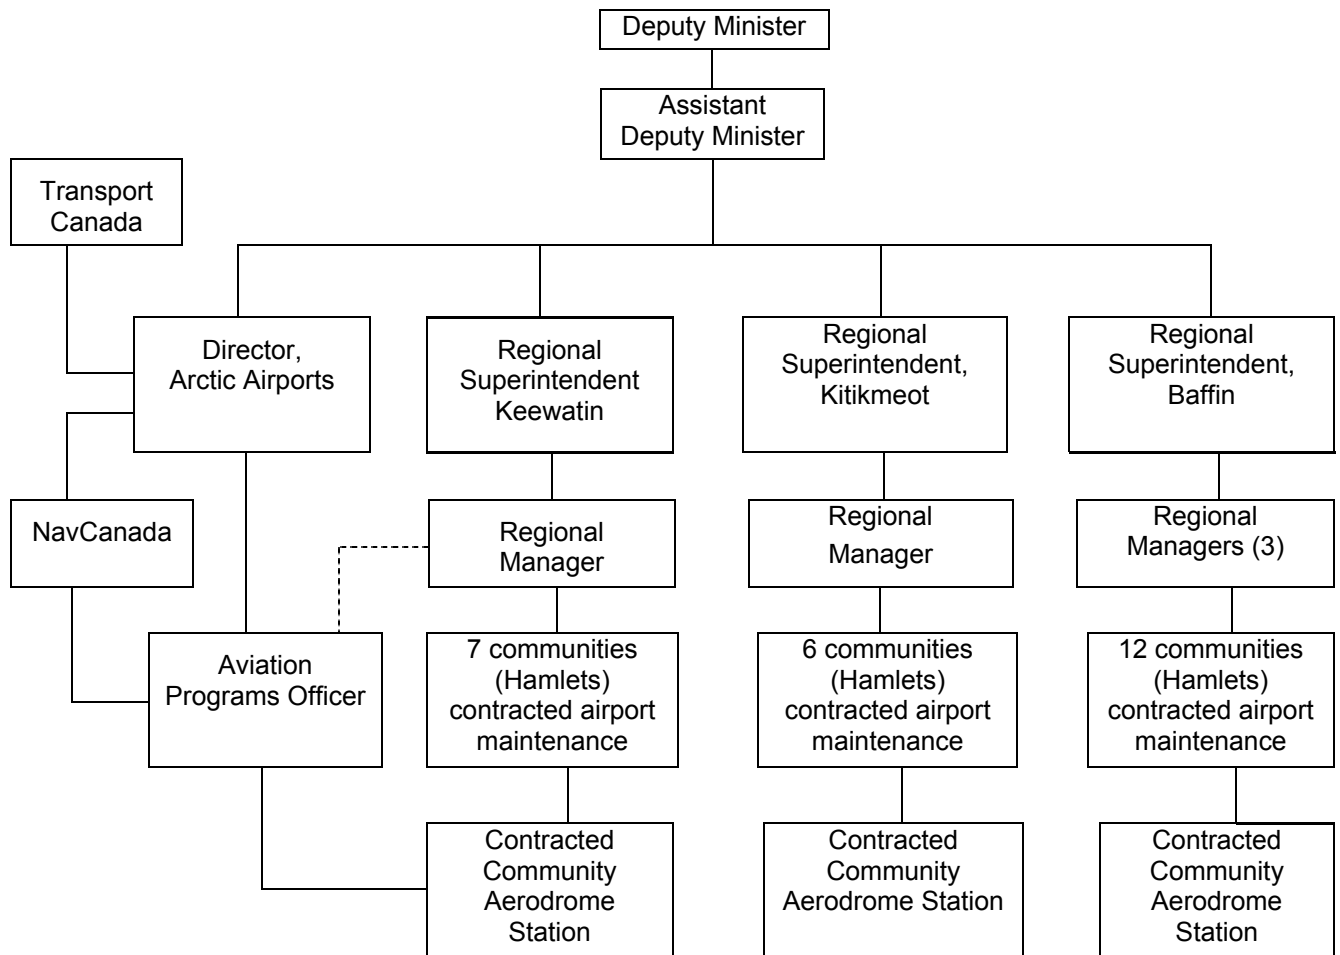 Deputy Minister
Assistant
Deputy Minister
Transport
Canada
Director,
Arctic Airports
Regional
Superintendent
Keewatin
Regional
Superintendent,
Kitikmeot
Regional
Superintendent,
Baffin
NavCanada
Regional
Manager
Regional
Manager
Regional
Managers (3)
Aviation
Programs Officer
7 communities
(Hamlets)
contracted airport
maintenance
6 communities
(Hamlets)
contracted airport
maintenance
12 communities
(Hamlets)
contracted airport
maintenance
Contracted
Community
Aerodrome
Station
Contracted
Community
Aerodrome Station
Contracted
Community
Aerodrome
Station